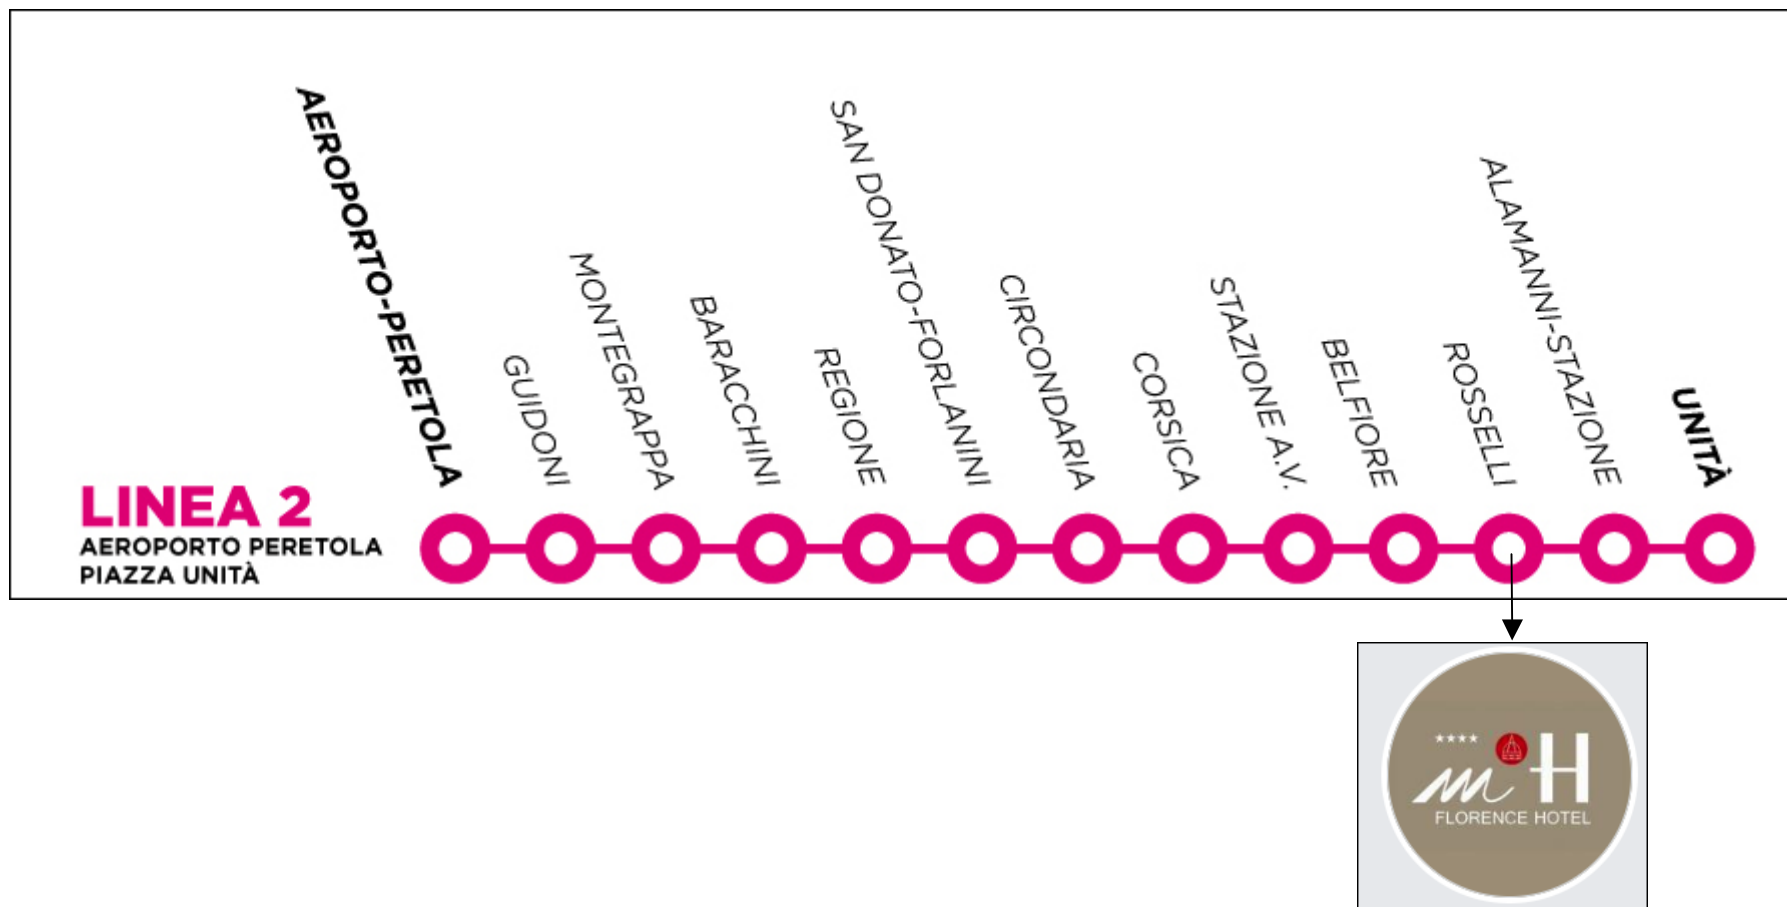 AEROPORTO-PERETOLA
GUIDONI
MONTEGRAPPA
BARACCHINI
REGIONE
SAN DONATO-FORLANINI
CIRCONDARIA
CORSICA
STAZIONE A.V.
BELFIORE
ROSSELLI
ALAMANNI-STAZIONE
UNITÀ
LINEA 2
AEROPORTO PERETOLA
PIAZZA UNITÀ
m H
FLORENCE HOTEL